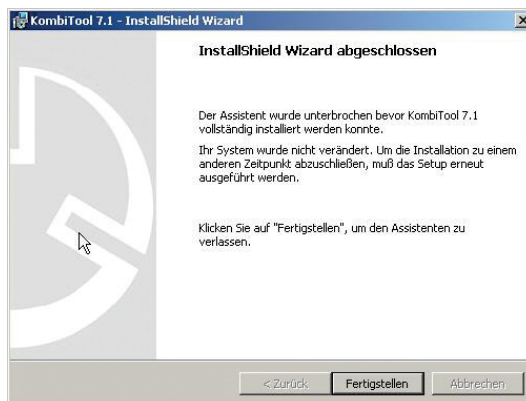 KombiTool 7.1 - InstallShield Wizard
InstallShield Wizard abgeschlossen
Der Assistent wurde unterbrochen bevor KombiTool 7.1
vollständig installiert werden konnte.
Ihr System wurde nicht verändert. Um die Installation zu einem
anderen Zeitpunkt abzuschließen, muß das Setup erneut
ausgeführt werden.
Klicken Sie auf "Fertigstellen", um den Assistenten zu
verlassen.
< Zurück
Fertigstellen
Abbrechen